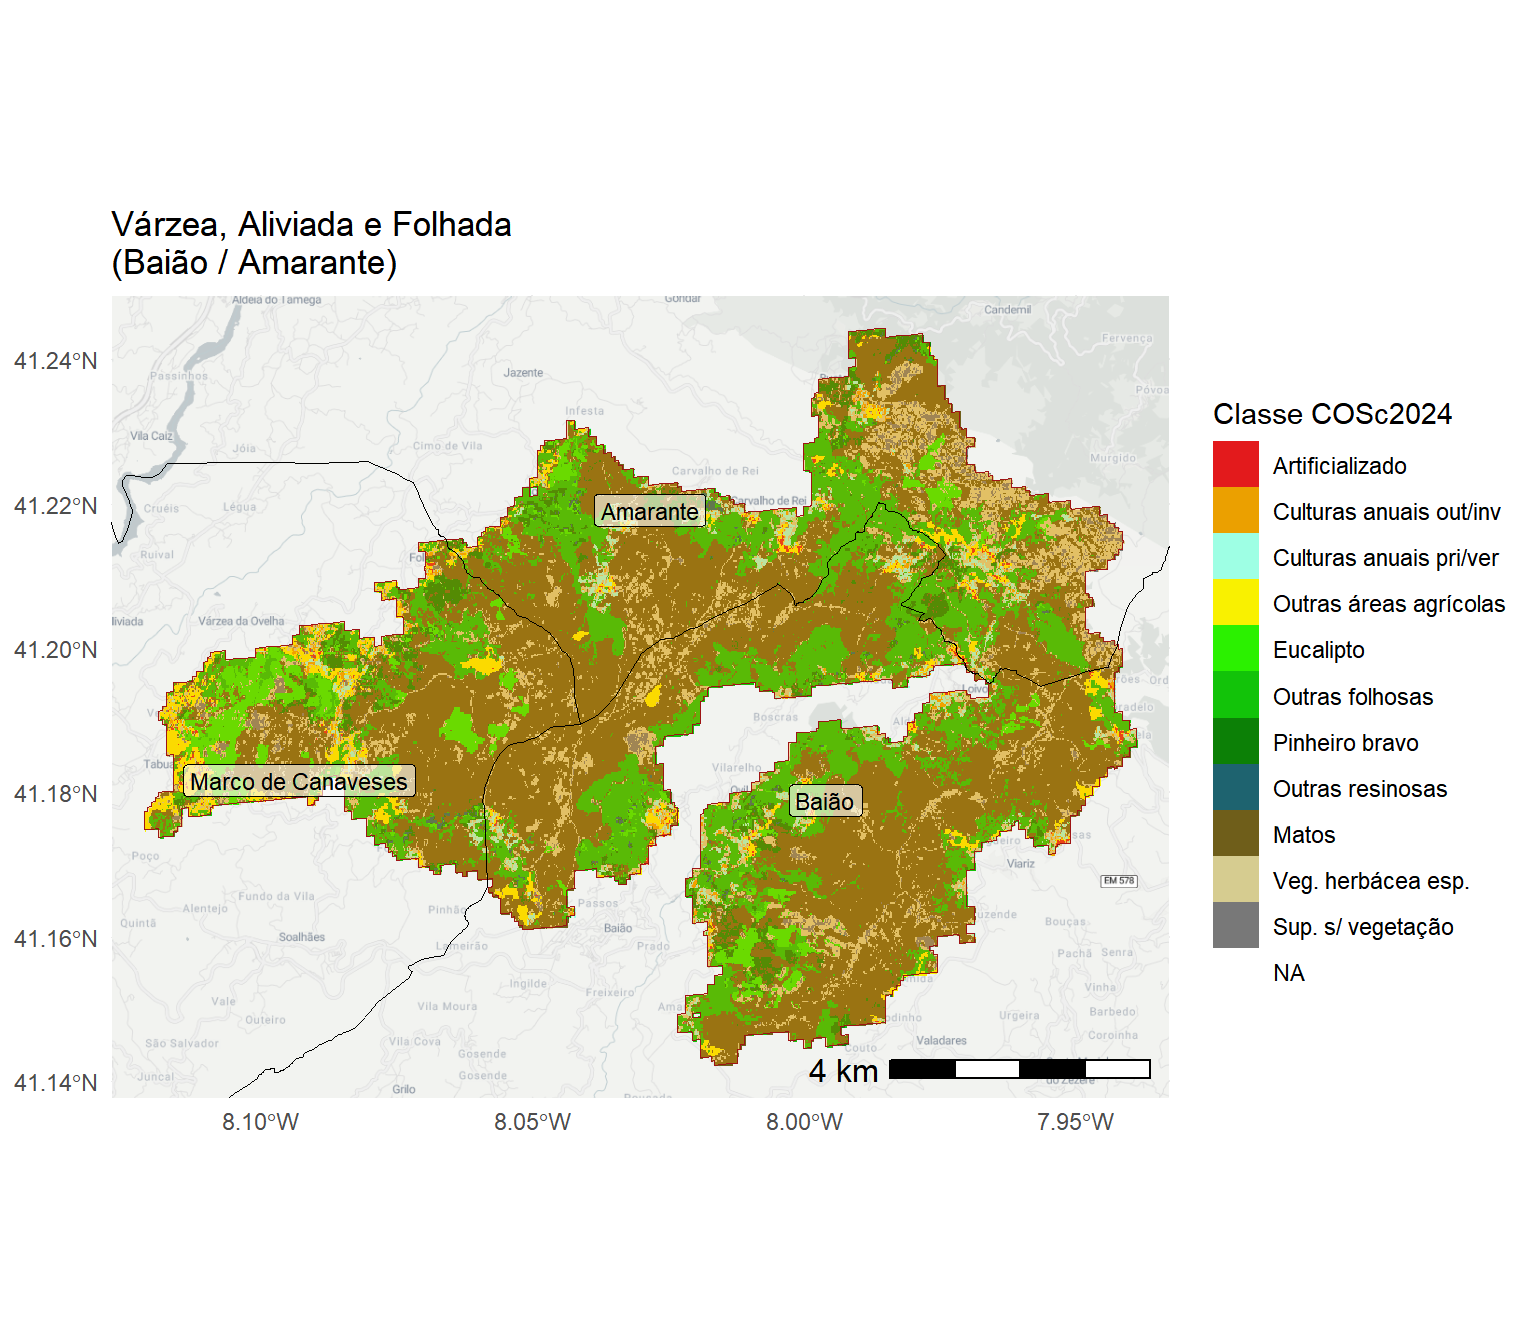 Várzea, Aliviada e Folhada
(Baião / Amarante)
Aldeia do Tamega
Gondar
Candemil
Fervença
41.24°N
Passinhos
Jazente
Póvoa
Infesta
Vila Caiz
Jóia
Cimo de Vila
Murgido
Carvalho de Rei
Carvalho de Rei
41.22°N
Cruéis
Légua
Amarante
Ruival
Várzea da Ovelha
41.20°N
Loivo
Boscras
Tabua
Vilarelho
Marco de Canaveses
41.18°N
Baião
Poço
Viariz
EM 578
Fundo da Vila
Quintã
Alentejo
Pinhão
Passos
Bouças
Soalhães
Lameirão
Baião
Prado
Pachã
Serra
41.16°N
Ingilde
Freixeiro
Vinha
Vale
Vila Moura
Barbedo
Outeiro
Urgeira
Coroinha
São Salvador
Vila Cova
Gosende
Gosende
Couto
Valadares
Juncal
Grilo
4 km
41.14°N
8.10°W
8.05°W
8.00°W
7.95°W
Classe COSc2024
Artificializado
Culturas anuais out/inv
Culturas anuais pri/ver
Outras áreas agrícolas
Eucalipto
Outras folhosas
Pinheiro bravo
Outras resinosas
Matos
Veg. herbácea esp.
Sup. s/ vegetação
NA